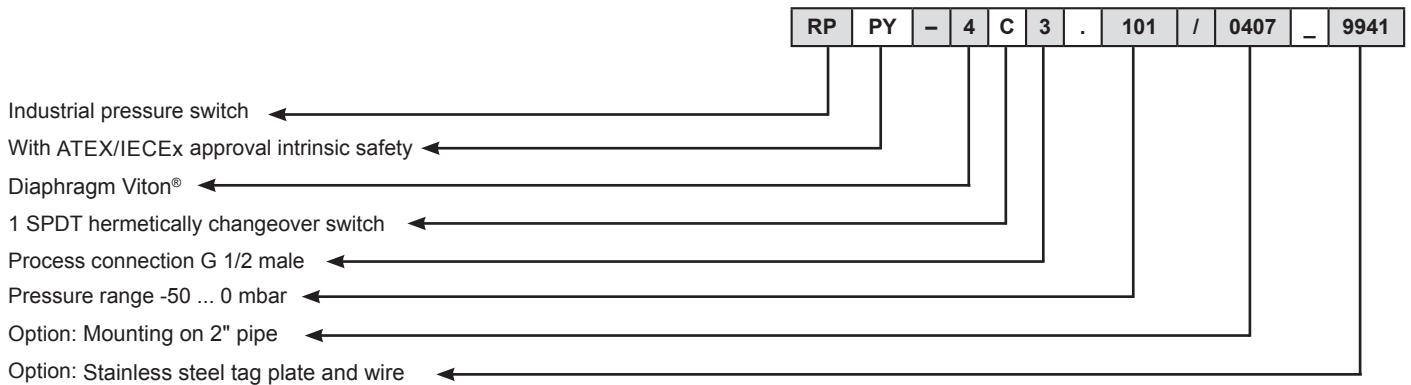 RP PY – 4 C 3 . 101 / 0407 _ 9941
Industrial pressure switch
With ATEX/IECEx approval intrinsic safety
Diaphragm Viton®
1 SPDT hermetically changeover switch
Process connection G 1/2 male
Pressure range -50 ... 0 mbar
Option: Mounting on 2" pipe
Option: Stainless steel tag plate and wire